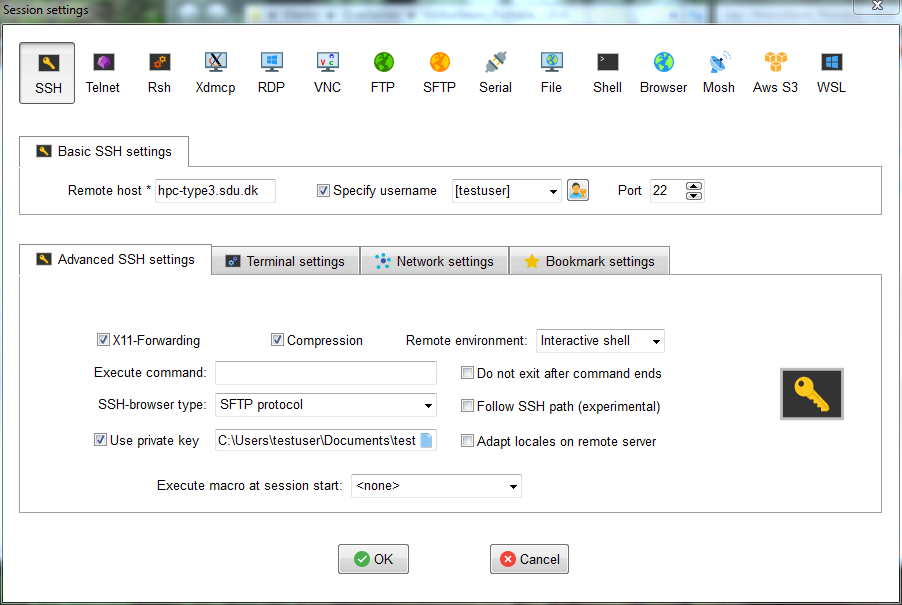 Session settings
SSH Telnet Rsh Xdmcp RDP VNC FTP SFTP Serial File Shell Browser Mosh Aws S3 WSL
Basic SSH settings
Remote host * hpc-type3.sdu.dk Specify username [testuser] Port 22
Advanced SSH settings Terminal settings Network settings Bookmark settings
X11-Forwarding Compression Remote environment: Interactive shell
Execute command: Do not exit after command ends
SSH-browser type: SFTP protocol Follow SSH path (experimental)
Use private key C:\Users\testuser\Documents\test Adapt locales on remote server
Execute macro at session start: <none>
OK Cancel